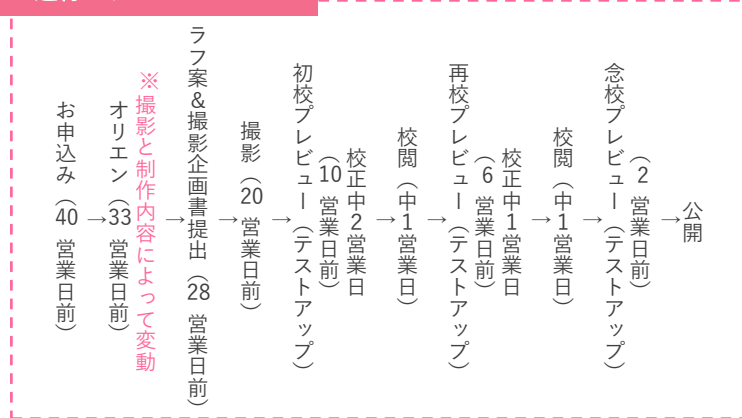 お申込み（40 営業日前）
→
オリエン（33 営業日前）
※撮影と制作内容によって変動
→
ラフ案＆撮影企画書提出（28 営業日前）
→
撮影（20 営業日前）
→
初校プレビュー（テストアップ）
（10 営業日前）
校正中2営業日
→
校閲（中1営業日）
→
再校プレビュー（テストアップ）
（6 営業日前）
校正中1営業日
→
校閲（中1営業日）
→
念校プレビュー（テストアップ）
（2 営業日前）
→
公開